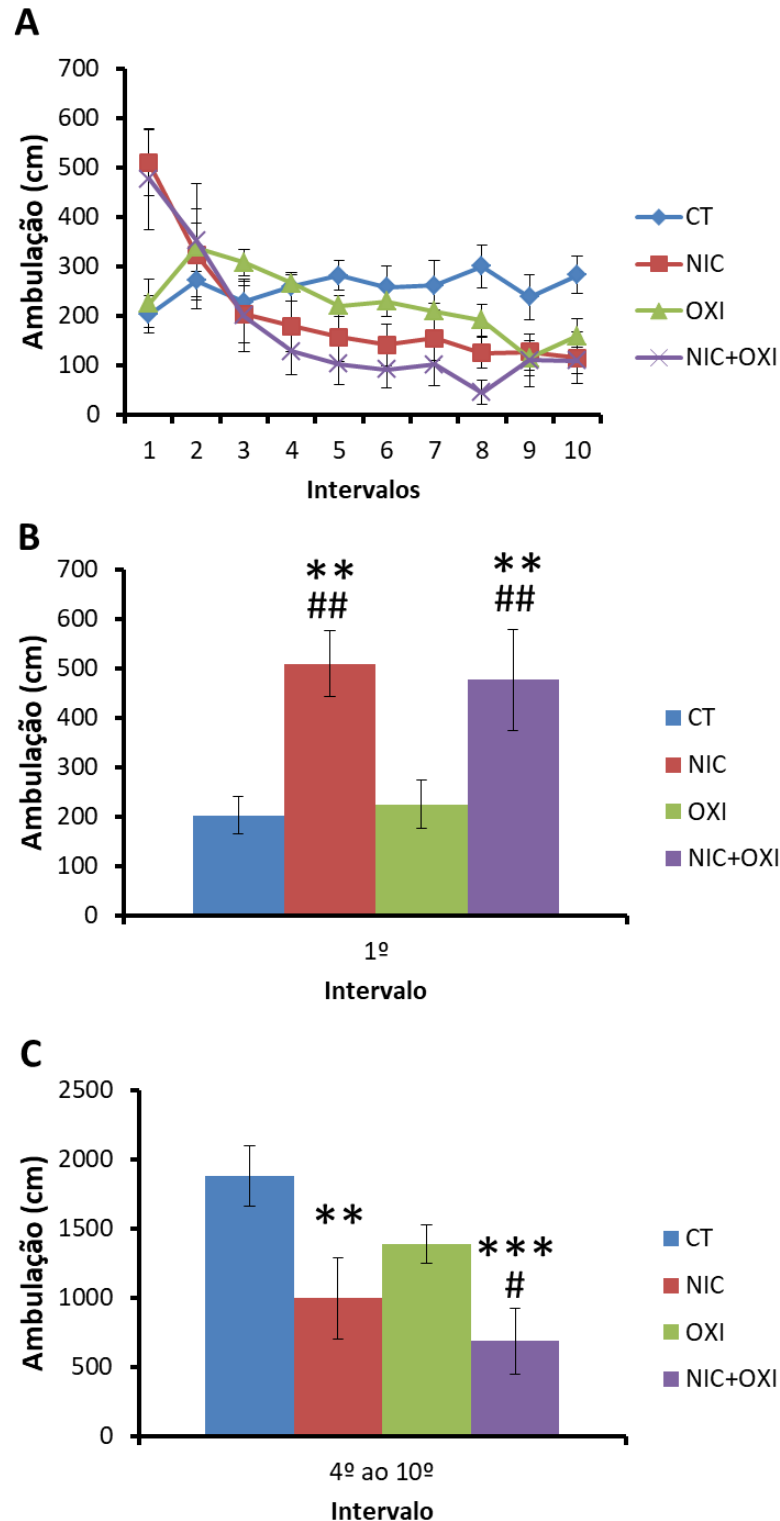 A
700
600
500
400
300
200
100
0
Ambulação (cm)
1 2 3 4 5 6 7 8 9 10
Intervalos
CT
NIC
OXI
NIC+OXI
B
700
600
500
400
300
200
100
0
Ambulação (cm)
**
##
**
##
1º
Intervalo
CT
NIC
OXI
NIC+OXI
C
2500
2000
1500
1000
500
0
Ambulação (cm)
**
***
#
4º ao 10º
Intervalo
CT
NIC
OXI
NIC+OXI